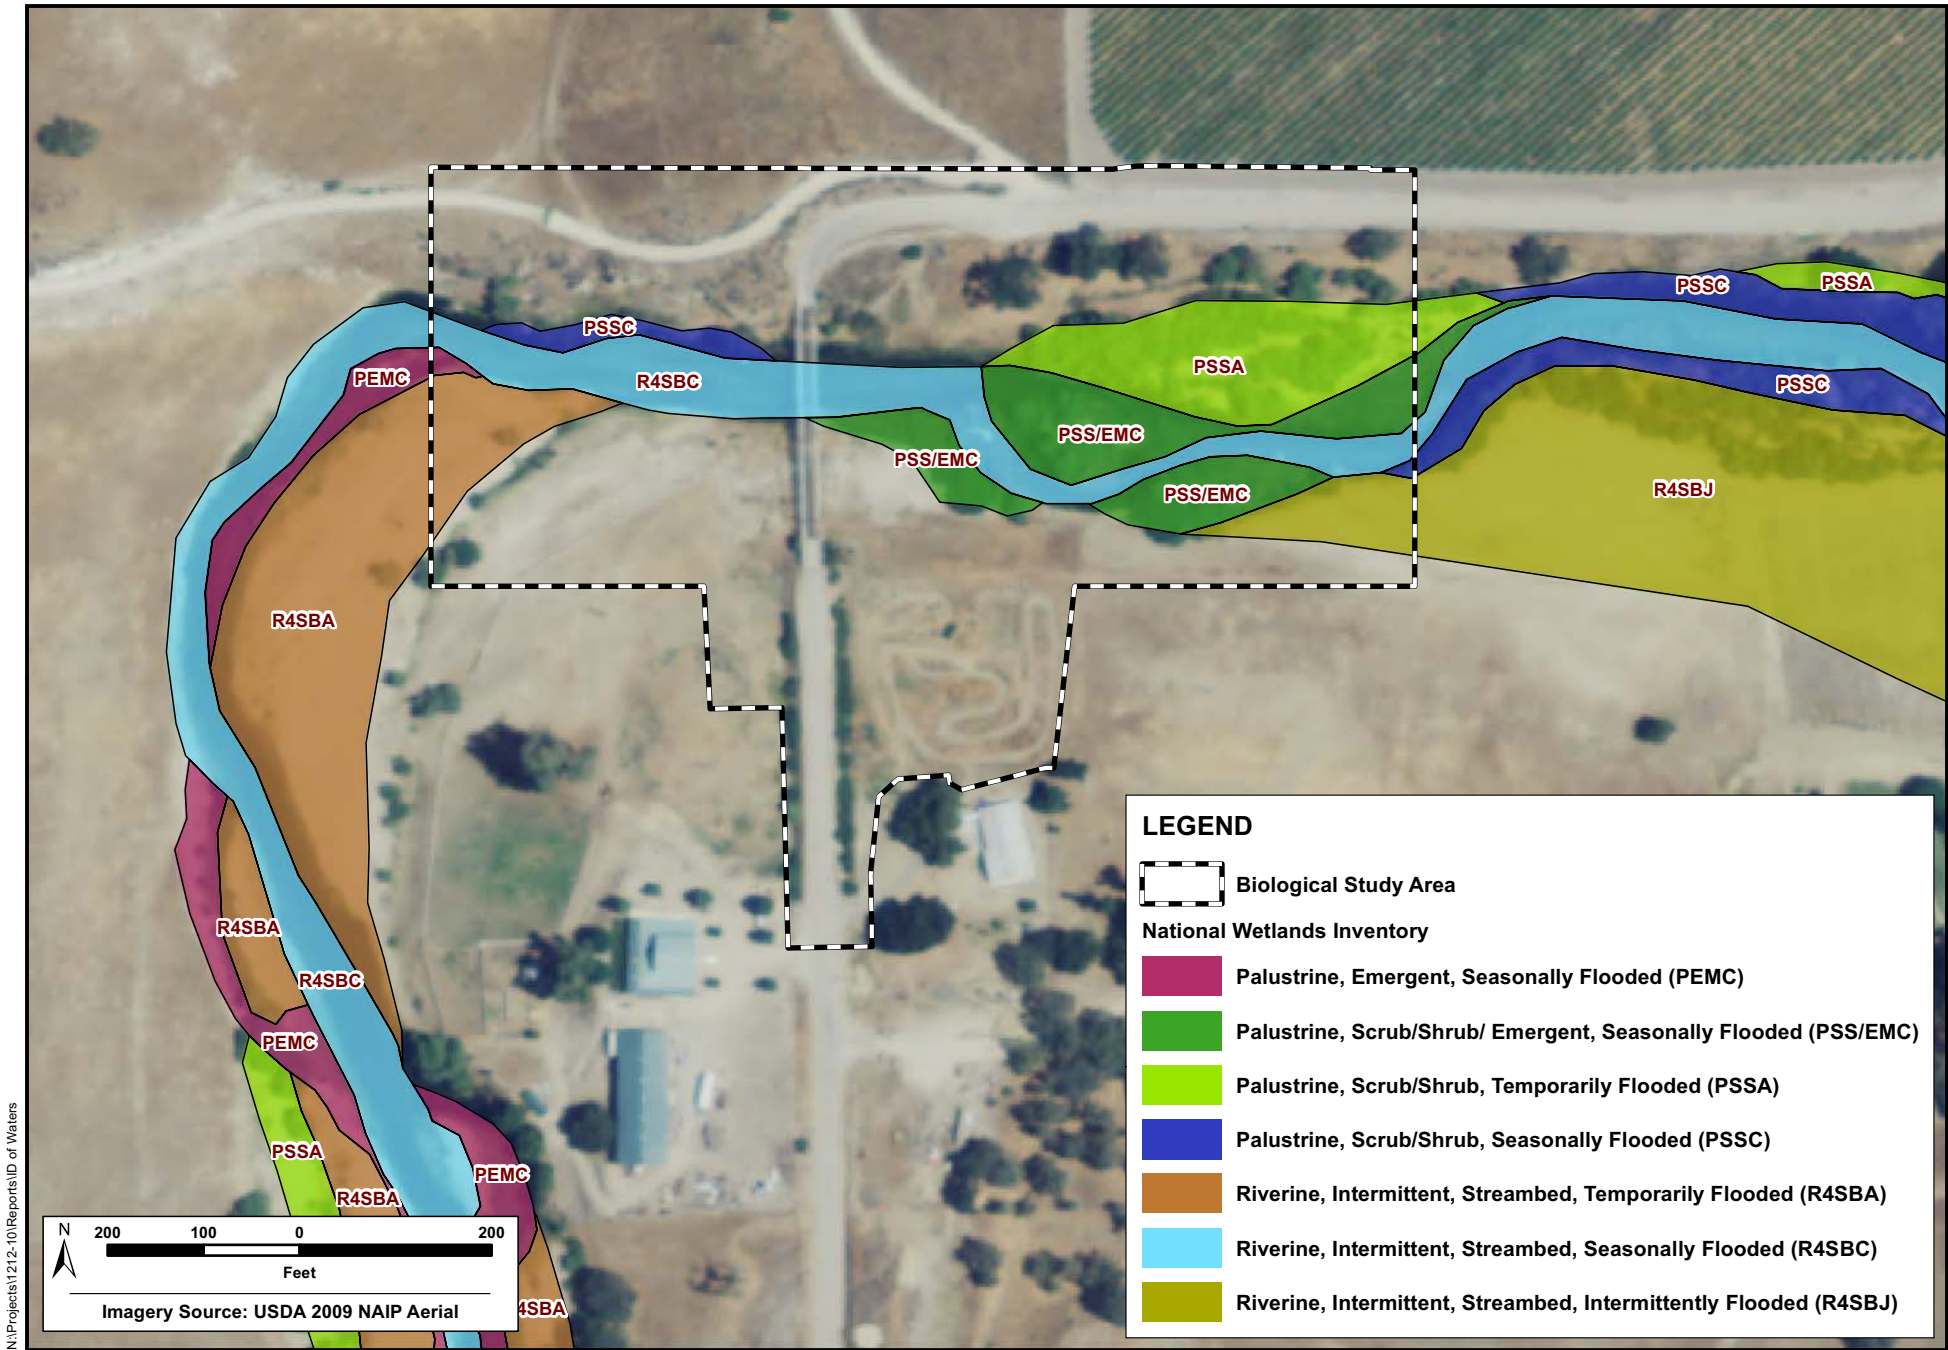 PSSC
PSSA
PSSC
PSSA
PEMC
R4SBC
PSSC
PSS/EMC
PSS/EMC
PSS/EMC
R4SBJ
R4SBA
R4SBA
R4SBC
PEMC
PSSA
R4SBA
PEMC
4SBA
N
200 100 0 200
Feet
Imagery Source: USDA 2009 NAIP Aerial
LEGEND
Biological Study Area
National Wetlands Inventory
Palustrine, Emergent, Seasonally Flooded (PEMC)
Palustrine, Scrub/Shrub/ Emergent, Seasonally Flooded (PSS/EMC)
Palustrine, Scrub/Shrub, Temporarily Flooded (PSSA)
Palustrine, Scrub/Shrub, Seasonally Flooded (PSSC)
Riverine, Intermittent, Streambed, Temporarily Flooded (R4SBA)
Riverine, Intermittent, Streambed, Seasonally Flooded (R4SBC)
Riverine, Intermittent, Streambed, Intermittently Flooded (R4SBJ)
N:\Projects\1212-10\Reports\ID of Waters